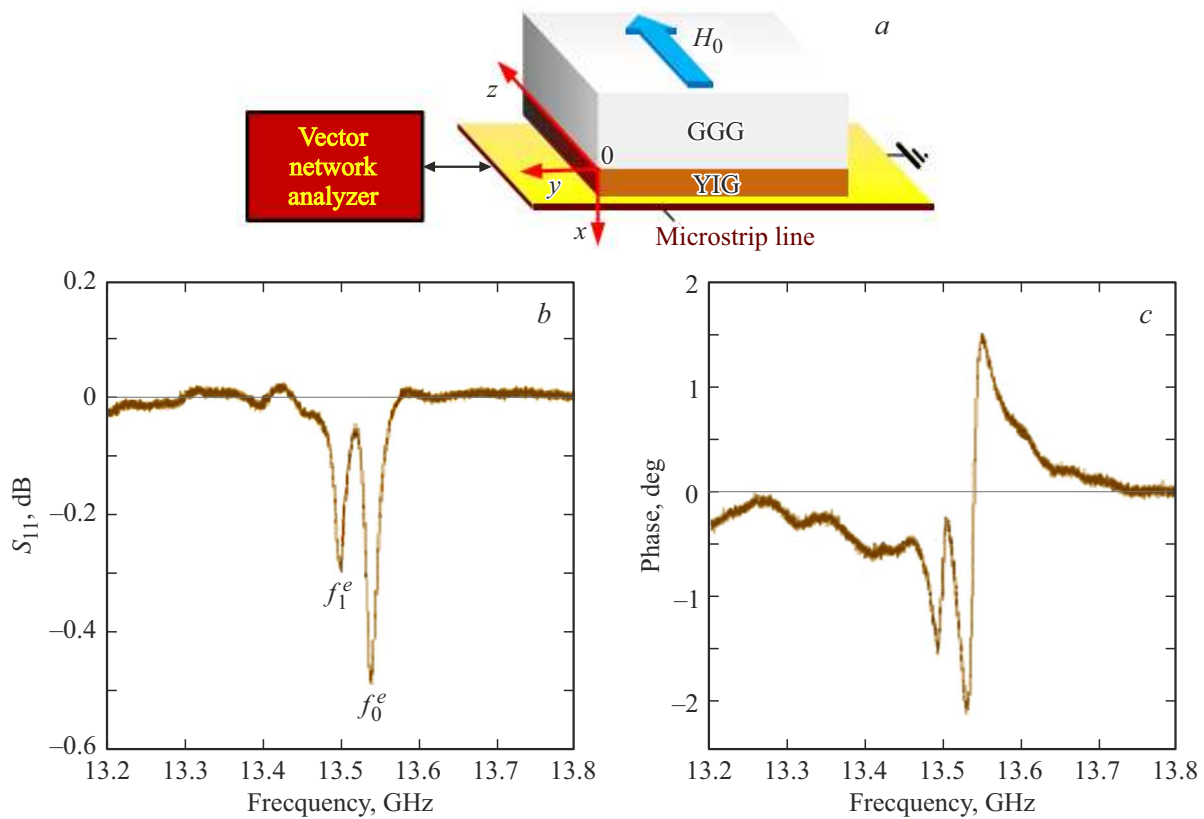 a
H0
z
GGG
Vector
network
analyzer
0
YIG
y
x
Microstrip line
0.2
0
–0.2
–0.4
–0.6
S11, dB
b
f1^e
f0^e
13.2 13.3 13.4 13.5 13.6 13.7 13.8
Frecquency, GHz
2
1
0
–1
–2
Phase, deg
c
13.2 13.3 13.4 13.5 13.6 13.7 13.8
Frecquency, GHz